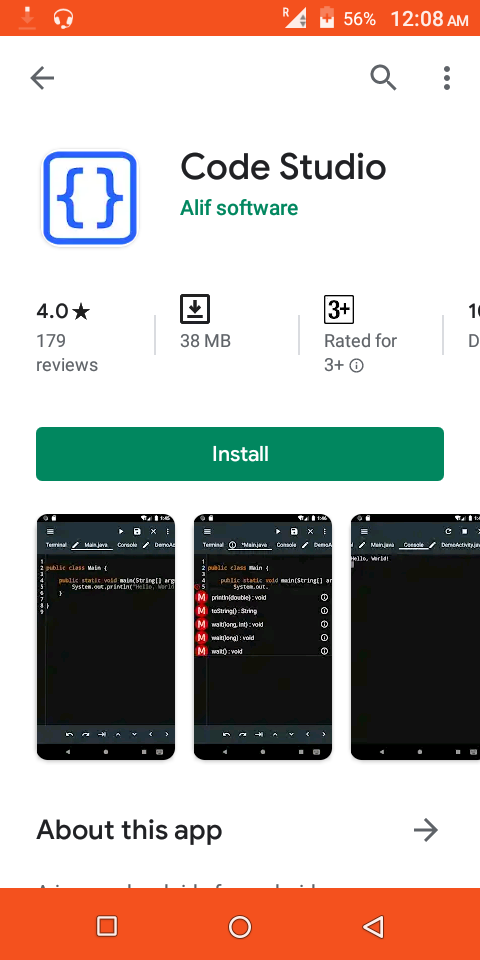 R 56% 12:08 AM
Code Studio
Alif software
4.0★
179
reviews
38 MB
3+
Rated for
3+
Install
1:45
Terminal Main.java Console DemoAct
1
2 public class Main {
3
4 public static void main(String[] arg
5 System.out.println("Hello, World
6 }
7
8 }
9
1:46
Terminal *Main.java Console DemoA
1
2 public class Main {
3
4 public static void main(String[] ar
5 System.out.
M println(double) : void
M toString() : String
M wait(long, int) : void
M wait(long) : void
M wait() : void
Main.java Console DemoActivity.j
Hello, World!
About this app